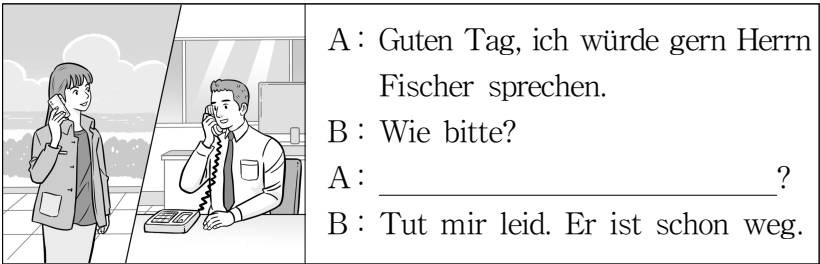 A : Guten Tag, ich würde gern Herrn
Fischer sprechen.
B : Wie bitte?
A : ?
B : Tut mir leid. Er ist schon weg.